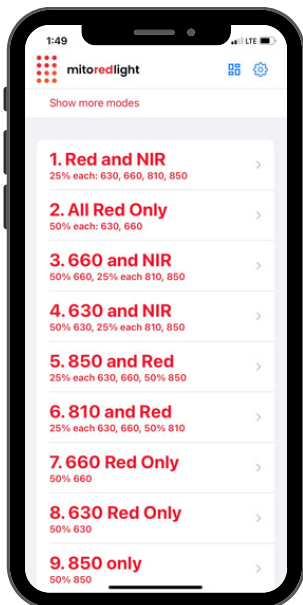 1:49
LTE
mitoredlight
Show more modes
1. Red and NIR
25% each: 630, 660, 810, 850
2. All Red Only
50% each: 630, 660
3. 660 and NIR
50% 660, 25% each 810, 850
4. 630 and NIR
50% 630, 25% each 810, 850
5. 850 and Red
25% each 630, 660, 50% 850
6. 810 and Red
25% each 630, 660, 50% 810
7. 660 Red Only
50% 660
8. 630 Red Only
50% 630
9. 850 only
50% 850